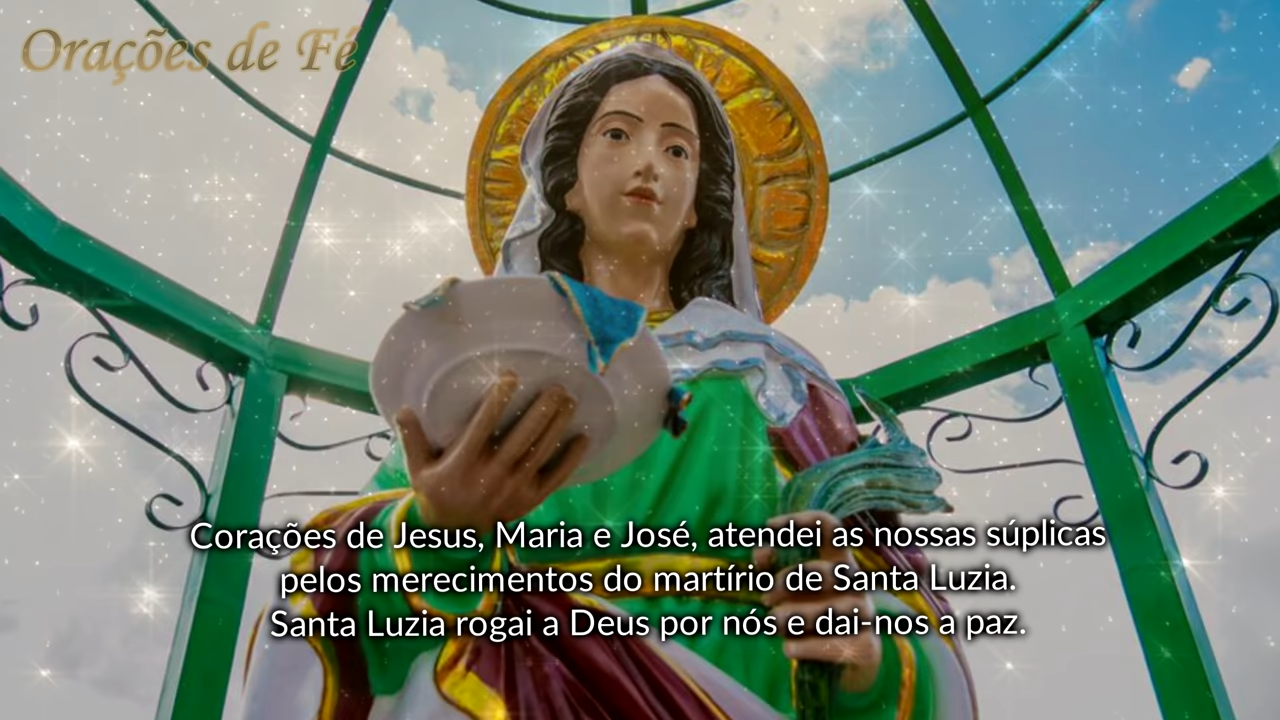 Orações de Fé
Corações de Jesus, Maria e José, atendei as nossas súplicas
pelos merecimentos do martírio de Santa Luzia.
Santa Luzia rogai a Deus por nós e dai-nos a paz.